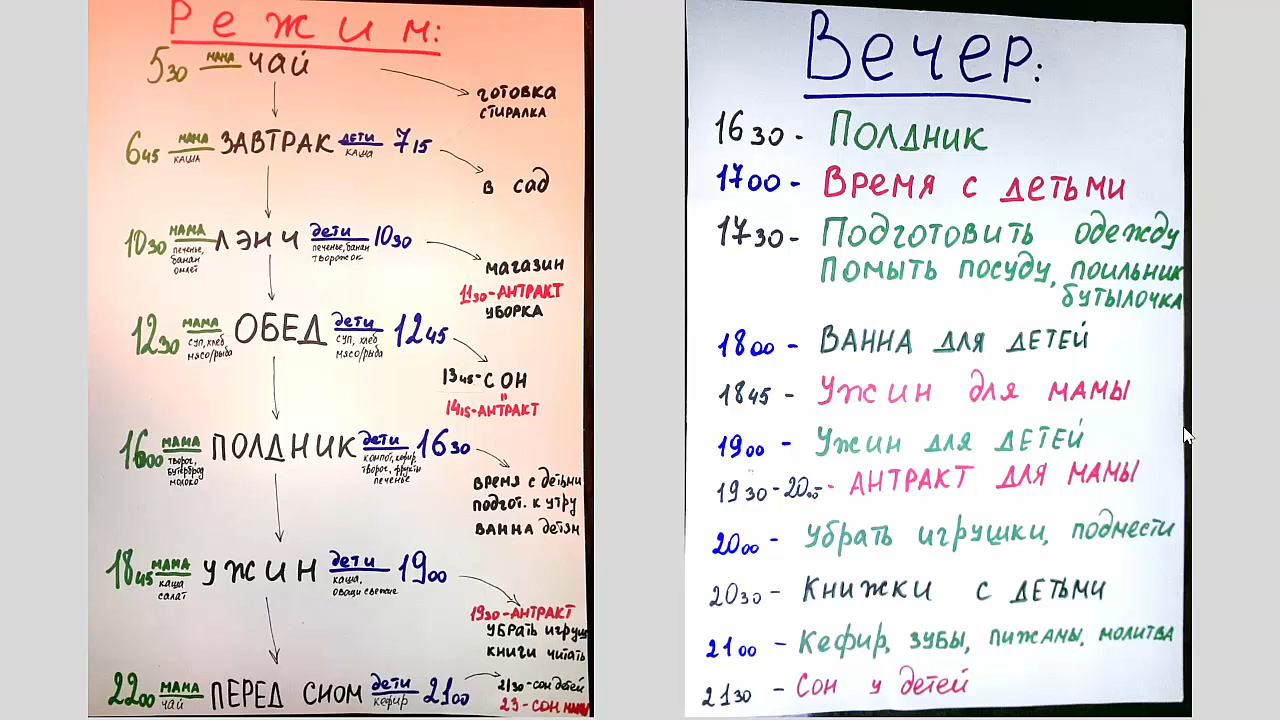 Режим:
5 30 мама ЧАЙ
готовка
стиралка
6 45 мама каша ЗАВТРАК дети каша 7 15
в сад
10 30 мама печенье, банан омлет ЛЭНЧ дети печенье, банан творожок 10 30
магазин
11 30 - АНТРАКТ
УБОРКА
12 30 мама суп, хлеб мясо/рыба ОБЕД дети суп, хлеб мясо/рыба 12 45
13 45 - СОН
14 15 - АНТРАКТ
16 00 мама творог, бутерброд молоко ПОЛДНИК дети компот, кефир творог, фрукты печенье 16 30
время с детьми
подгот. к утру
ванна детям
18 45 мама каша салат УЖИН дети каша, овощи свежие 19 00
19 30 - АНТРАКТ
убрать игруш
книги читать
22 00 мама чай ПЕРЕД СНОМ дети кефир 21 00
21 30 - сон детей
23 - СОН мамы
Вечер:
16 30 - Полдник
17 00 - Время с детьми
17 30 - Подготовить одежду
Помыть посуду, поильник
бутылочка
18 00 - Ванна для детей
18 45 - Ужин для мамы
19 00 - Ужин для детей
19 30 - 20 00 - Антракт для мамы
20 00 - Убрать игрушки, подмести
20 30 - Книжки с детьми
21 00 - Кефир, зубы, пижамы, молитва
21 30 - Сон у детей